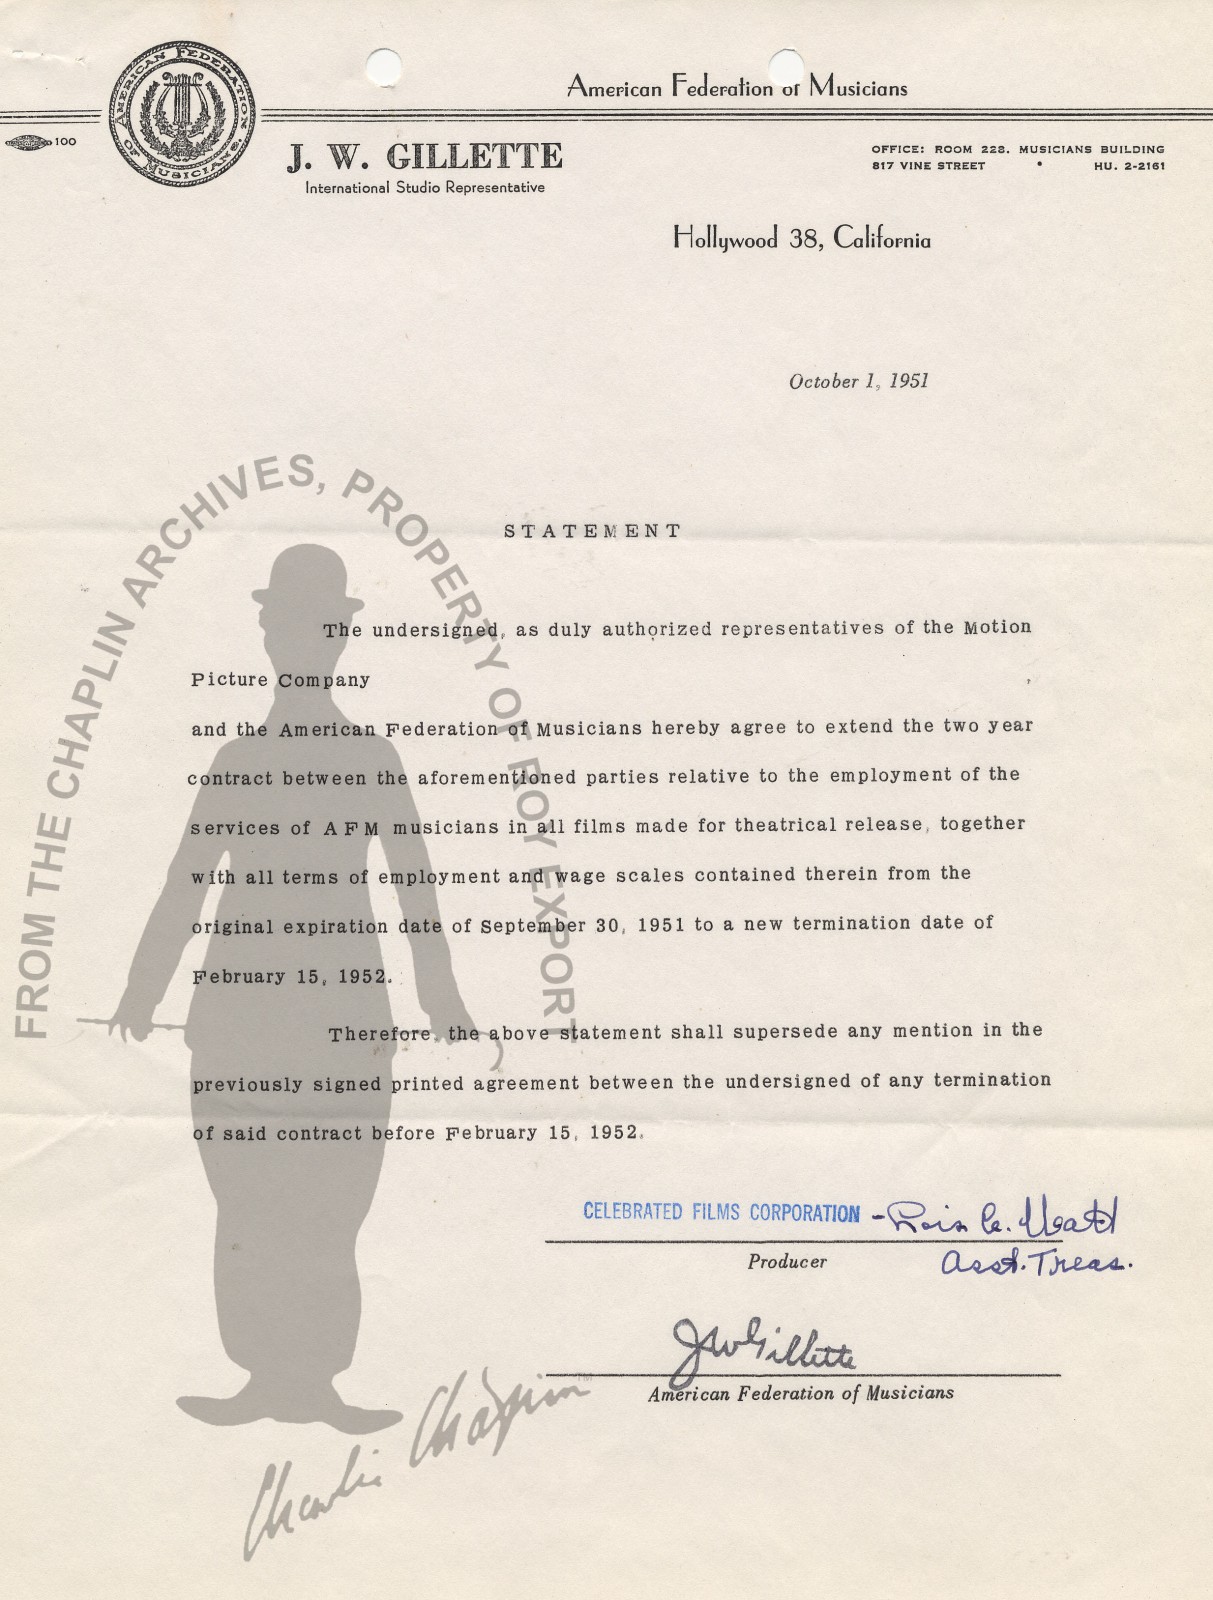 American Federation of Musicians
AMERICAN FEDERATION OF MUSICIANS.
100
J. W. GILLETTE
International Studio Representative
OFFICE: ROOM 228. MUSICIANS BUILDING
817 VINE STREET • HU. 2-2161
Hollywood 38, California
October 1, 1951
STATEMENT
The undersigned, as duly authorized representatives of the Motion
Picture Company ,
and the American Federation of Musicians hereby agree to extend the two year
contract between the aforementioned parties relative to the employment of the
services of A F M musicians in all films made for theatrical release, together
with all terms of employment and wage scales contained therein from the
original expiration date of September 30, 1951 to a new termination date of
February 15, 1952.
Therefore, the above statement shall supersede any mention in the
previously signed printed agreement between the undersigned of any termination
of said contract before February 15, 1952.
CELEBRATED FILMS CORPORATION -
Producer
Asst. Treas.
JW Gillette
American Federation of Musicians
FROM THE CHAPLIN ARCHIVES, PROPERTY OF ROY EXPORT
Charlie Chaplin ™